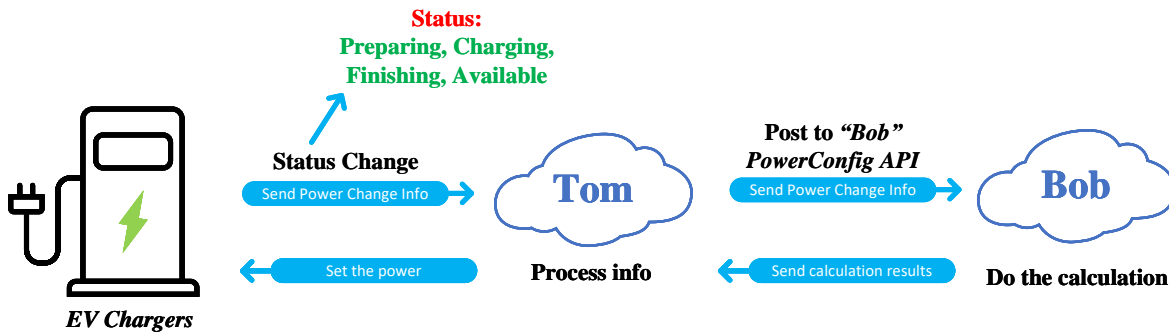 Status:
Preparing, Charging,
Finishing, Available
Status Change
Send Power Change Info
Tom
Post to “Bob”
PowerConfig API
Send Power Change Info
Bob
Set the power
Process info
Send calculation results
Do the calculation
EV Chargers